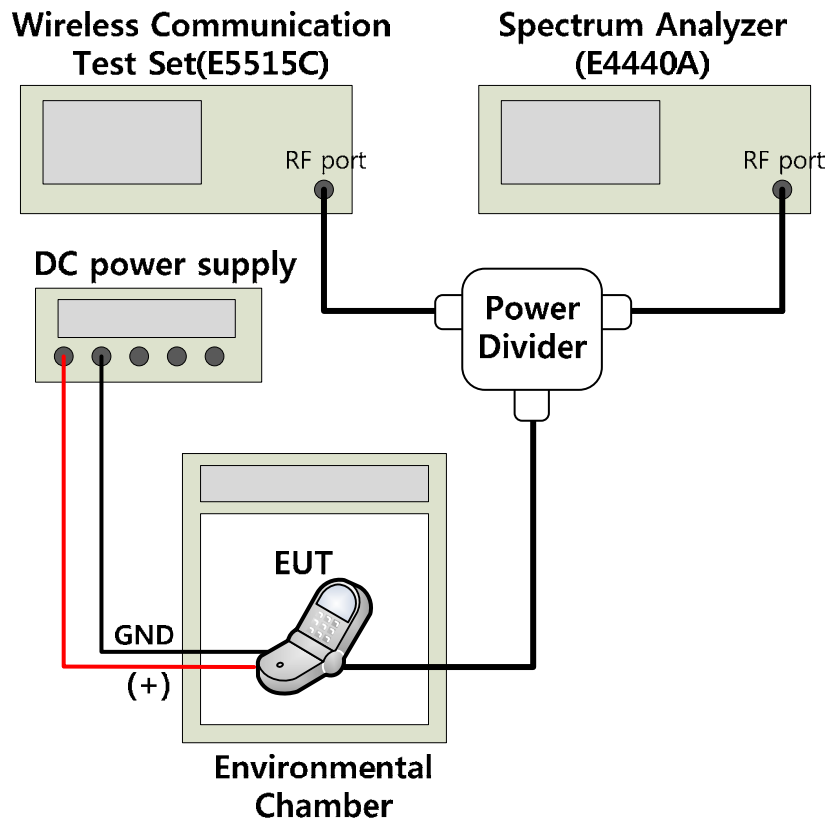 Wireless Communication
Test Set(E5515C)
Spectrum Analyzer
(E4440A)
RF port
RF port
DC power supply
Power
Divider
EUT
GND
(+)
Environmental
Chamber